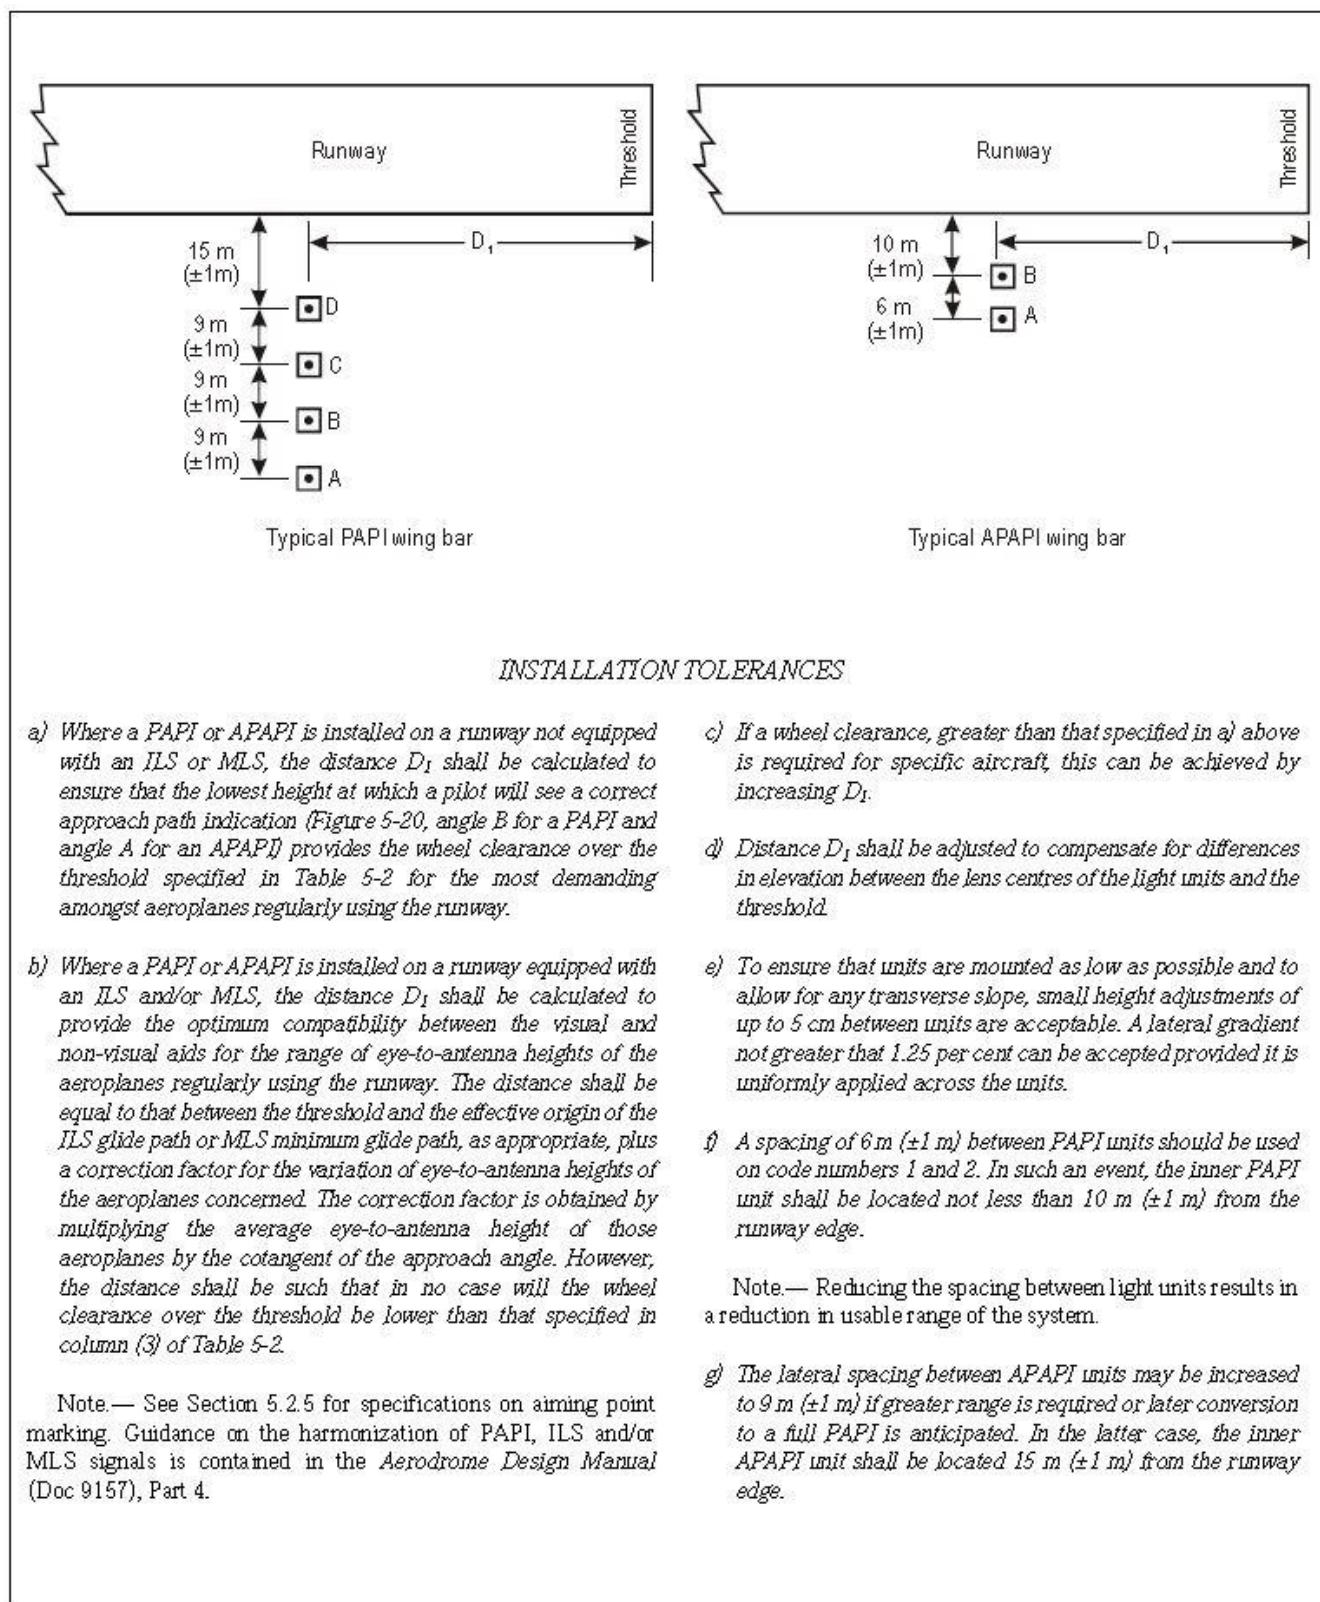 Runway
Threshold
D1
15 m
(±1m)
D
9 m
(±1m)
C
9 m
(±1m)
B
9 m
(±1m)
A
Typical PAPI wing bar
Runway
Threshold
D1
10 m
(±1m)
B
6 m
(±1m)
A
Typical APAPI wing bar
INSTALLATION TOLERANCES
a) Where a PAPI or APAPI is installed on a runway not equipped
with an ILS or MLS, the distance D1 shall be calculated to
ensure that the lowest height at which a pilot will see a correct
approach path indication (Figure 5-20, angle B for a PAPI and
angle A for an APAPI) provides the wheel clearance over the
threshold specified in Table 5-2 for the most demanding
amongst aeroplanes regularly using the runway.
b) Where a PAPI or APAPI is installed on a runway equipped with
an ILS and/or MLS, the distance D1 shall be calculated to
provide the optimum compatibility between the visual and
non-visual aids for the range of eye-to-antenna heights of the
aeroplanes regularly using the runway. The distance shall be
equal to that between the threshold and the effective origin of the
ILS glide path or MLS minimum glide path, as appropriate, plus
a correction factor for the variation of eye-to-antenna heights of
the aeroplanes concerned. The correction factor is obtained by
multiplying the average eye-to-antenna height of those
aeroplanes by the cotangent of the approach angle. However,
the distance shall be such that in no case will the wheel
clearance over the threshold be lower than that specified in
column (3) of Table 5-2.
Note.— See Section 5.2.5 for specifications on aiming point
marking. Guidance on the harmonization of PAPI, ILS and/or
MLS signals is contained in the Aerodrome Design Manual
(Doc 9157), Part 4.
c) If a wheel clearance, greater than that specified in a) above
is required for specific aircraft, this can be achieved by
increasing D1.
d) Distance D1 shall be adjusted to compensate for differences
in elevation between the lens centres of the light units and the
threshold.
e) To ensure that units are mounted as low as possible and to
allow for any transverse slope, small height adjustments of
up to 5 cm between units are acceptable. A lateral gradient
not greater that 1.25 per cent can be accepted provided it is
uniformly applied across the units.
f) A spacing of 6 m (±1 m) between PAPI units should be used
on code numbers 1 and 2. In such an event, the inner PAPI
unit shall be located not less than 10 m (±1 m) from the
runway edge.
Note.— Reducing the spacing between light units results in
a reduction in usable range of the system.
g) The lateral spacing between APAPI units may be increased
to 9 m (±1 m) if greater range is required or later conversion
to a full PAPI is anticipated. In the latter case, the inner
APAPI unit shall be located 15 m (±1 m) from the runway
edge.